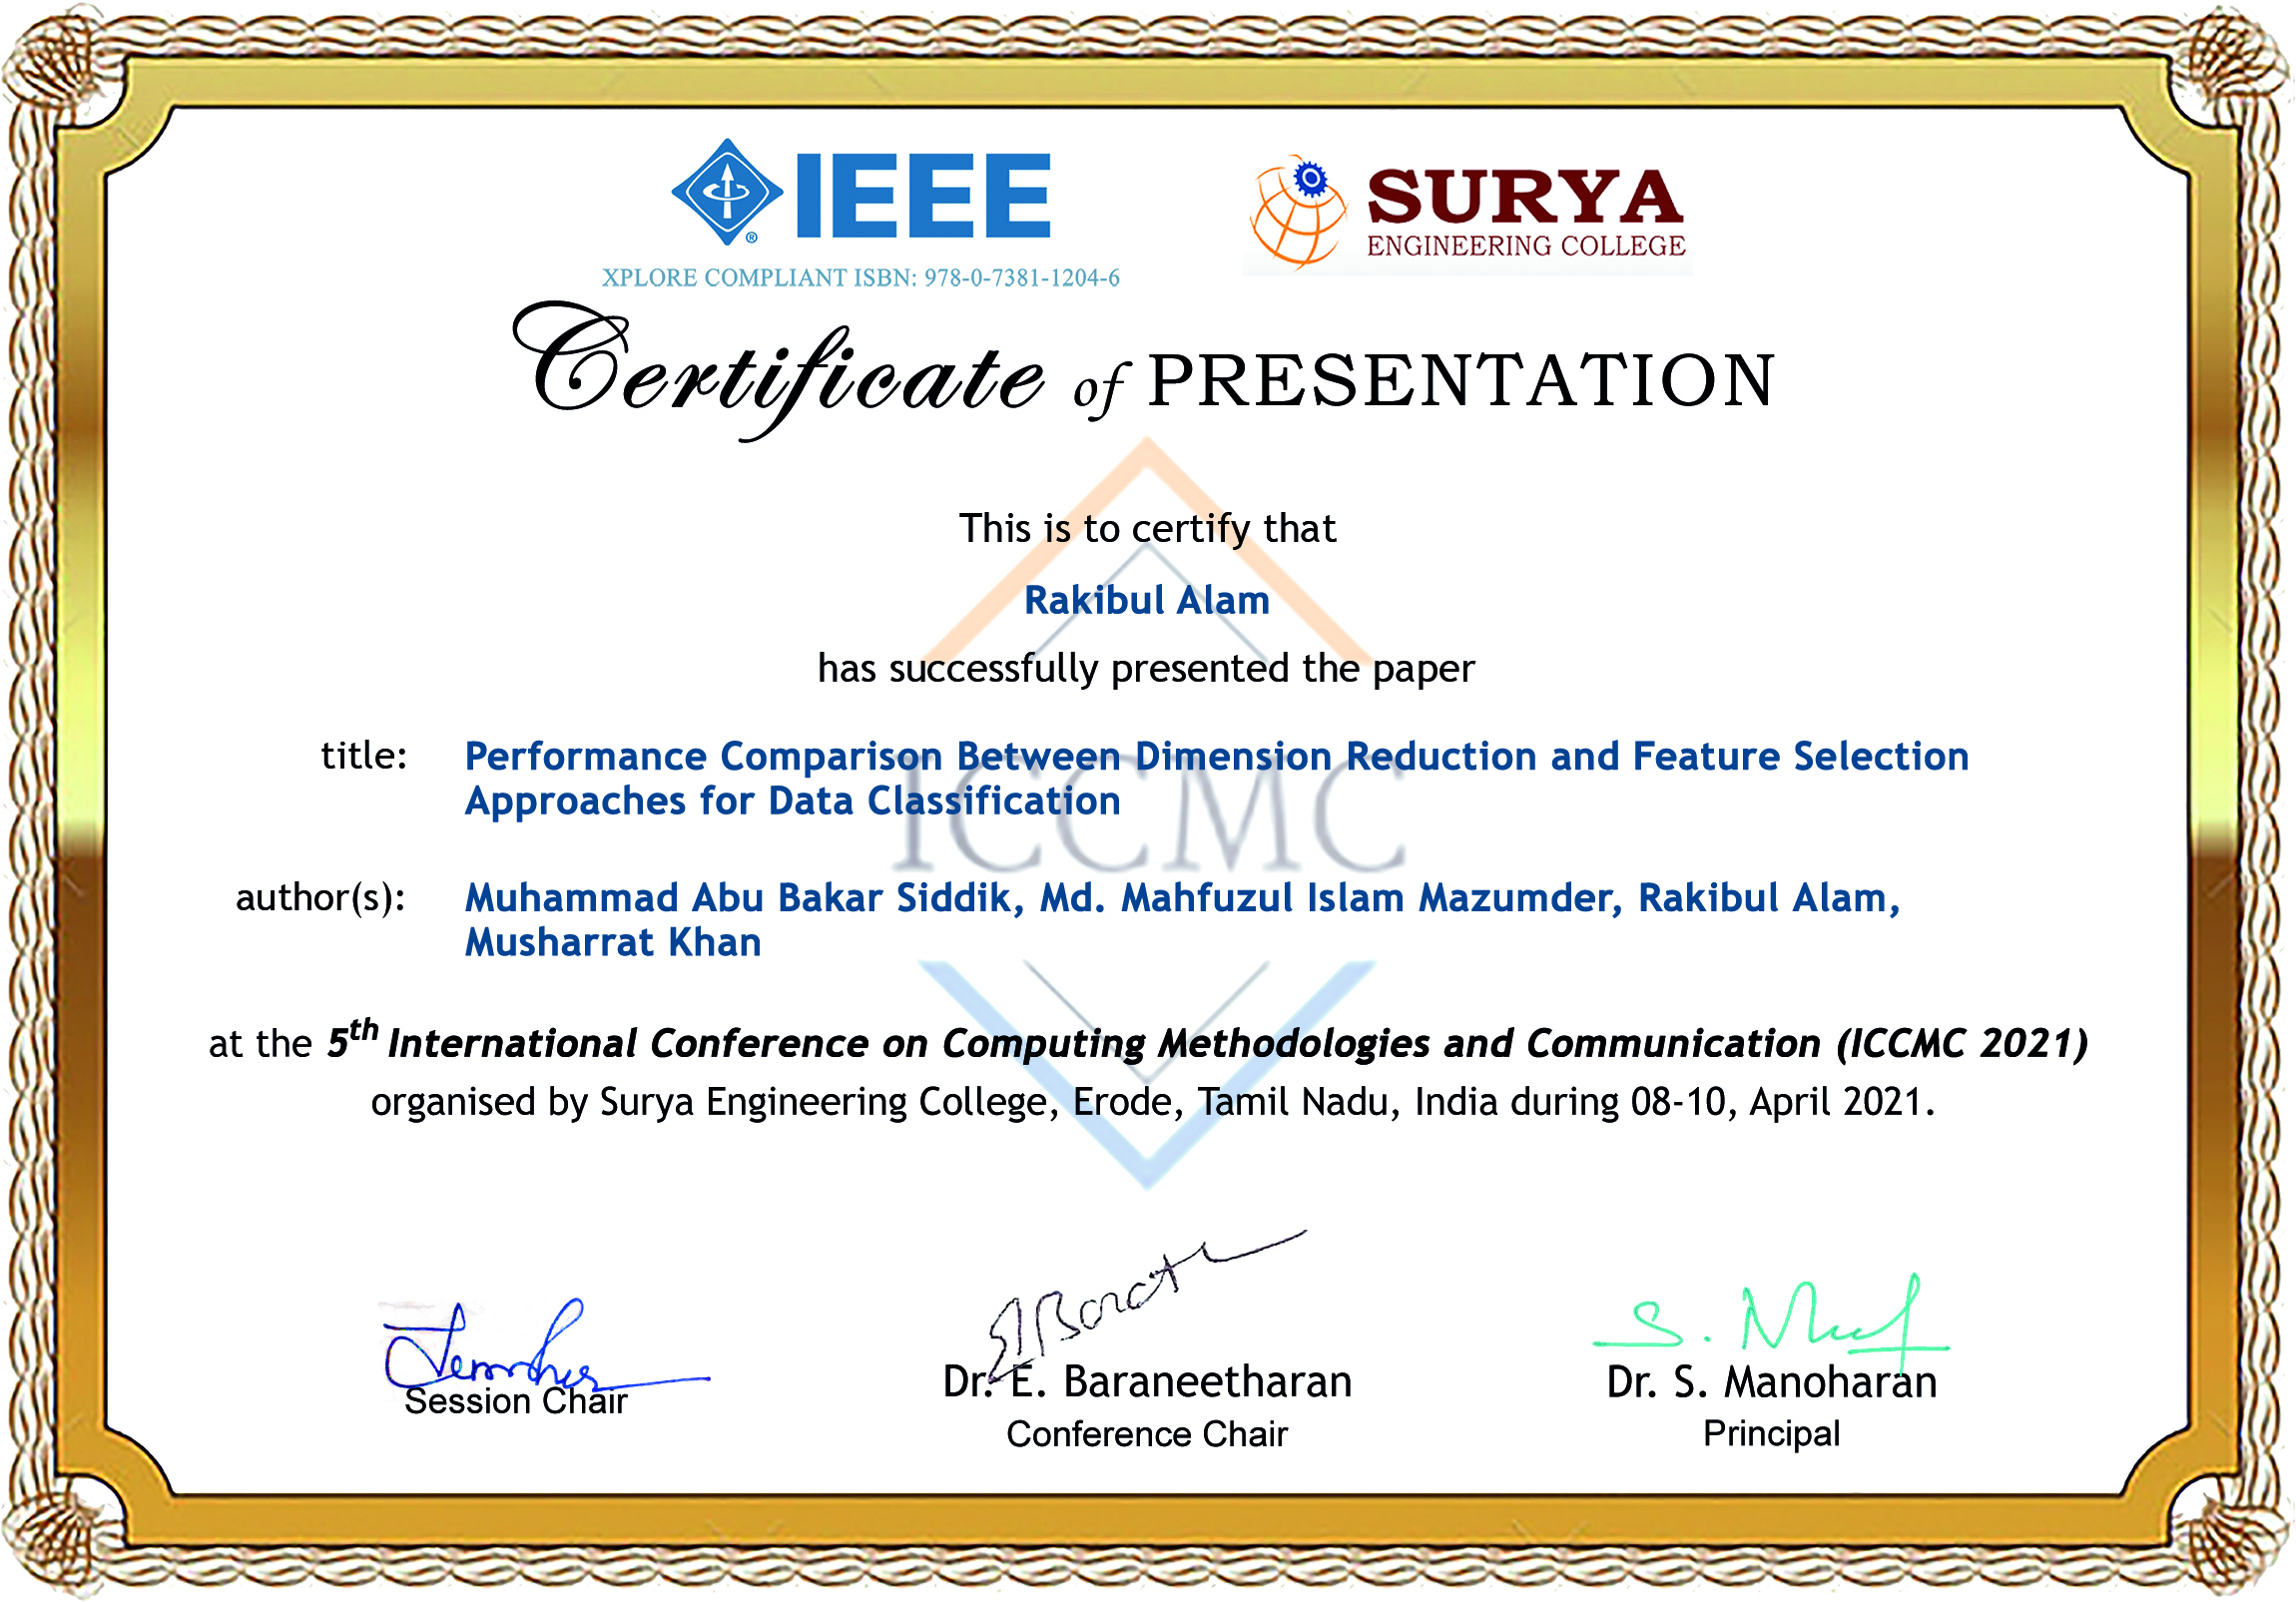 IEEE
XPLORE COMPLIANT ISBN: 978-0-7381-1204-6
SURYA
ENGINEERING COLLEGE
Certificate of PRESENTATION
This is to certify that
Rakibul Alam
has successfully presented the paper
title: Performance Comparison Between Dimension Reduction and Feature Selection
Approaches for Data Classification
ICCMC
author(s): Muhammad Abu Bakar Siddik, Md. Mahfuzul Islam Mazumder, Rakibul Alam,
Musharrat Khan
at the 5th International Conference on Computing Methodologies and Communication (ICCMC 2021)
organised by Surya Engineering College, Erode, Tamil Nadu, India during 08-10, April 2021.
Session Chair
Dr. E. Baraneetharan
Conference Chair
Dr. S. Manoharan
Principal